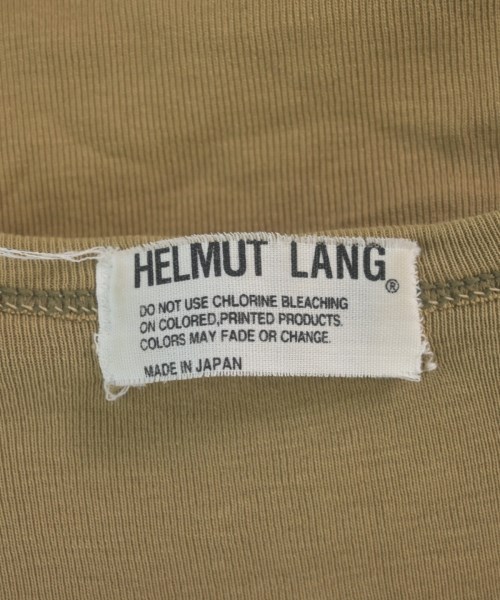 HELMUT LANG®
DO NOT USE CHLORINE BLEACHING
ON COLORED,PRINTED PRODUCTS.
COLORS MAY FADE OR CHANGE.
MADE IN JAPAN